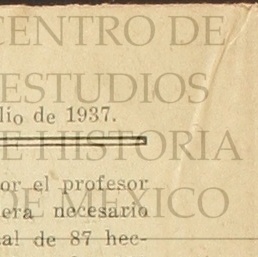 CENTRO DE
ESTUDIOS
lio de 1937.
DE HISTORIA
or el profesor
era necesario
DE MEXICO
al de 87 hec-